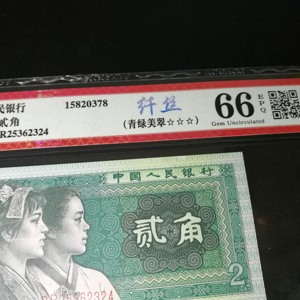 民银行 15820378 纤丝 66 EPQ
贰角 (青绿美翠☆☆☆) Gem Uncirculated
R25362324
中国人民银行
贰角
2
RR25362324